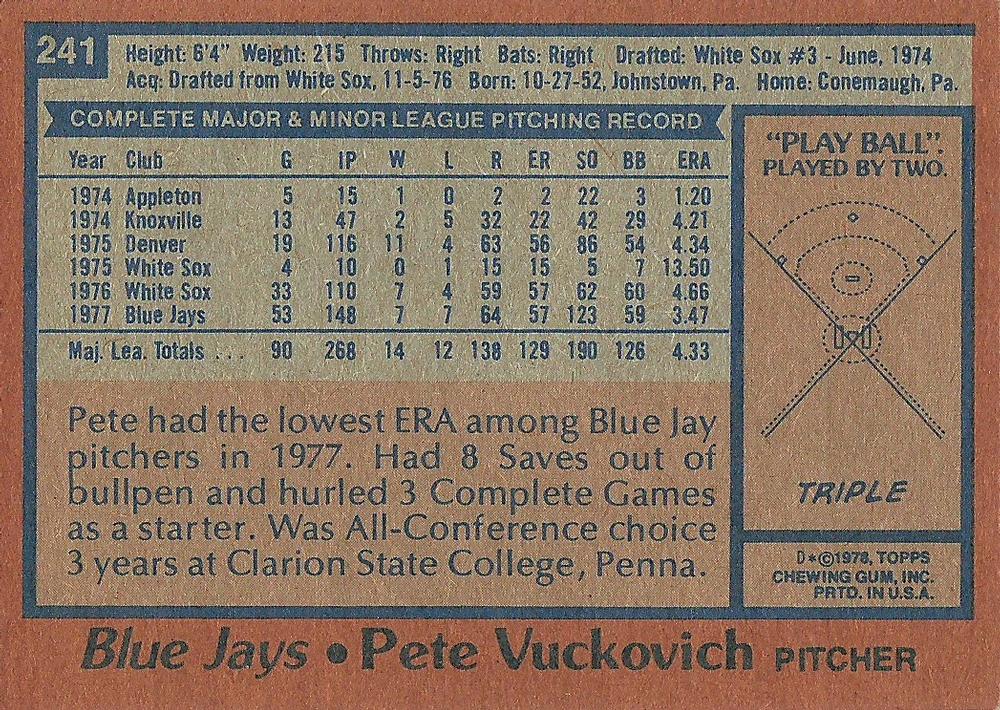 241
Height: 6'4" Weight: 215 Throws: Right Bats: Right Drafted: White Sox #3 - June, 1974
Acq: Drafted from White Sox, 11-5-76 Born: 10-27-52, Johnstown, Pa. Home: Conemaugh, Pa.
COMPLETE MAJOR & MINOR LEAGUE PITCHING RECORD
Year Club G IP W L R ER SO BB ERA
1974 Appleton 5 15 1 0 2 2 22 3 1.20
1974 Knoxville 13 47 2 5 32 22 42 29 4.21
1975 Denver 19 116 11 4 63 56 86 54 4.34
1975 White Sox 4 10 0 1 15 15 5 7 13.50
1976 White Sox 33 110 7 4 59 57 62 60 4.66
1977 Blue Jays 53 148 7 7 64 57 123 59 3.47
Maj. Lea. Totals ... 90 268 14 12 138 129 190 126 4.33
Pete had the lowest ERA among Blue Jay
pitchers in 1977. Had 8 Saves out of
bullpen and hurled 3 Complete Games
as a starter. Was All-Conference choice
3 years at Clarion State College, Penna.
"PLAY BALL".
PLAYED BY TWO.
TRIPLE
D*©1978, TOPPS
CHEWING GUM, INC.
PRTD. IN U.S.A.
Blue Jays • Pete Vuckovich PITCHER